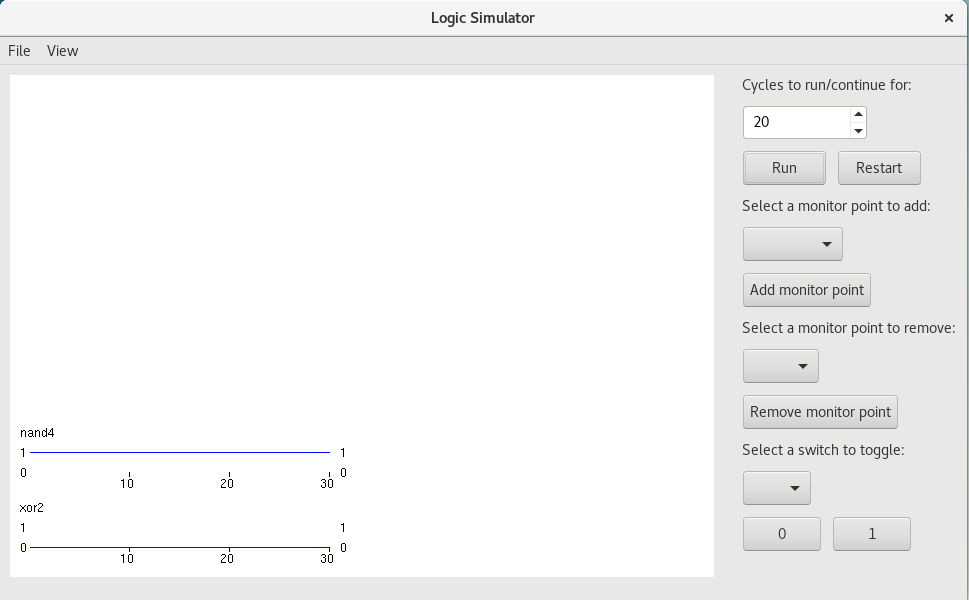 Logic Simulator ×
File View
Cycles to run/continue for:
20
Run Restart
Select a monitor point to add:
Add monitor point
Select a monitor point to remove:
Remove monitor point
Select a switch to toggle:
0 1
nand4
1 1
0 0
10 20 30
xor2
1 1
0 0
10 20 30